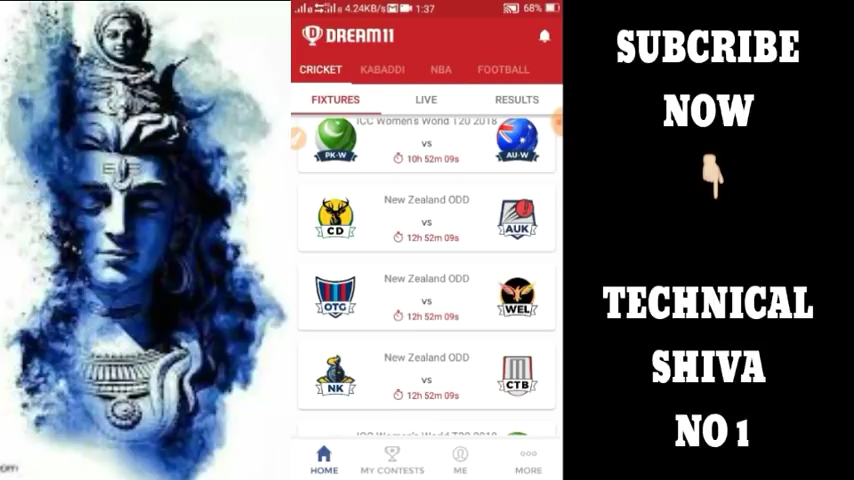 4.24KB/s 1:37 68%
DREAM11
CRICKET KABADDI NBA FOOTBALL
FIXTURES LIVE RESULTS
ICC Women's World T20 2018
PK-W vs AU-W
10h 52m 09s
New Zealand ODD
CD vs AUK
12h 52m 09s
New Zealand ODD
OTG vs WEL
12h 52m 09s
New Zealand ODD
NK vs CTB
12h 52m 09s
ICC Women's World T20 2018
HOME MY CONTESTS ME MORE
SUBCRIBE
NOW
TECHNICAL
SHIVA
NO 1